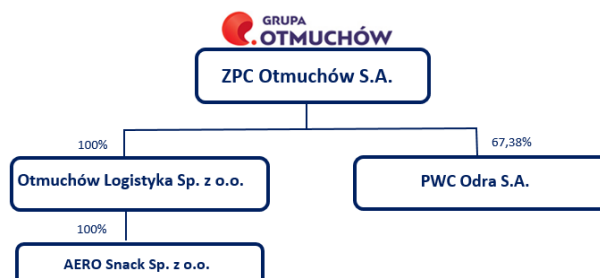 GRUPA
OTMUCHÓW
ZPC Otmuchów S.A.
100%
67,38%
Otmuchów Logistyka Sp. z o.o.
PWC Odra S.A.
100%
AERO Snack Sp. z o.o.